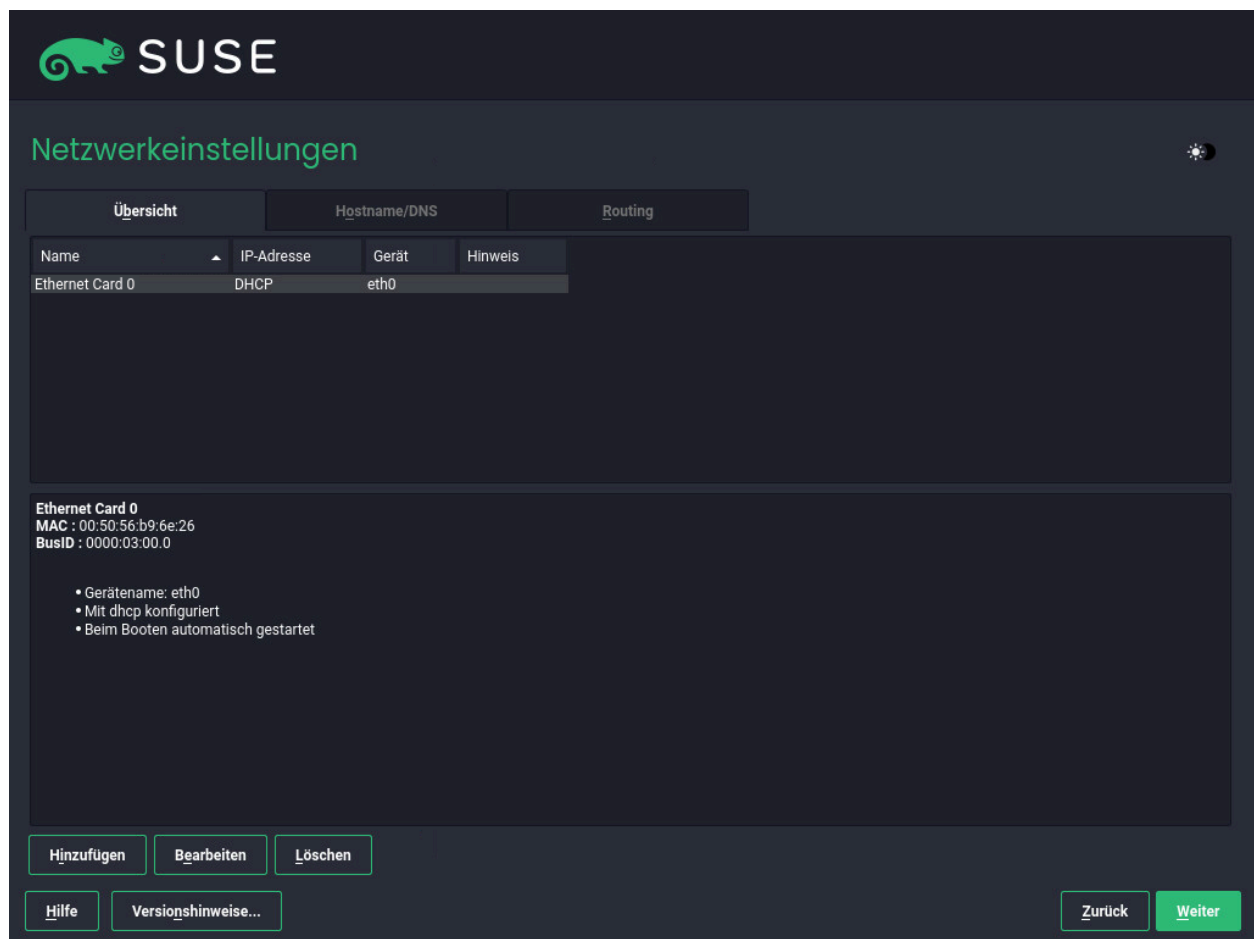 SUSE
Netzwerkeinstellungen
Übersicht
Hostname/DNS
Routing
Name IP-Adresse Gerät Hinweis
Ethernet Card 0 DHCP eth0
Ethernet Card 0
MAC : 00:50:56:b9:6e:26
BusID : 0000:03:00.0
• Gerätename: eth0
• Mit dhcp konfiguriert
• Beim Booten automatisch gestartet
Hinzufügen Bearbeiten Löschen
Hilfe Versionshinweise... Zurück Weiter